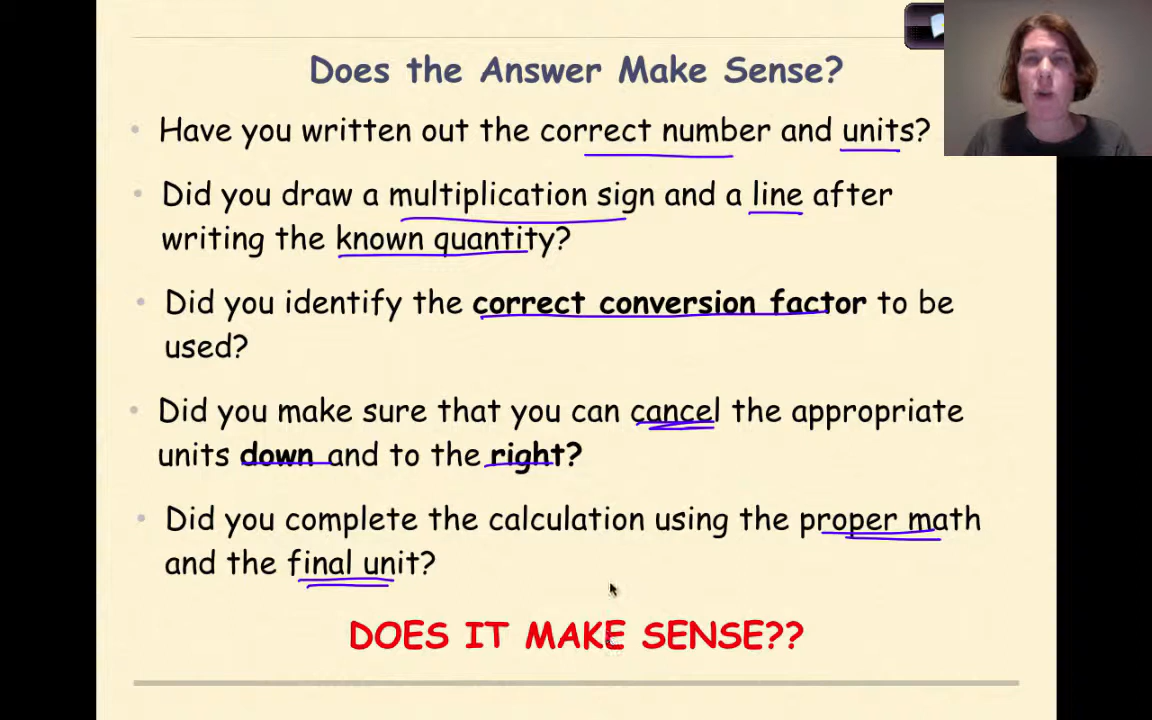 Does the Answer Make Sense?
• Have you written out the correct number and units?
• Did you draw a multiplication sign and a line after
writing the known quantity?
• Did you identify the correct conversion factor to be
used?
• Did you make sure that you can cancel the appropriate
units down and to the right?
• Did you complete the calculation using the proper math
and the final unit?
DOES IT MAKE SENSE??